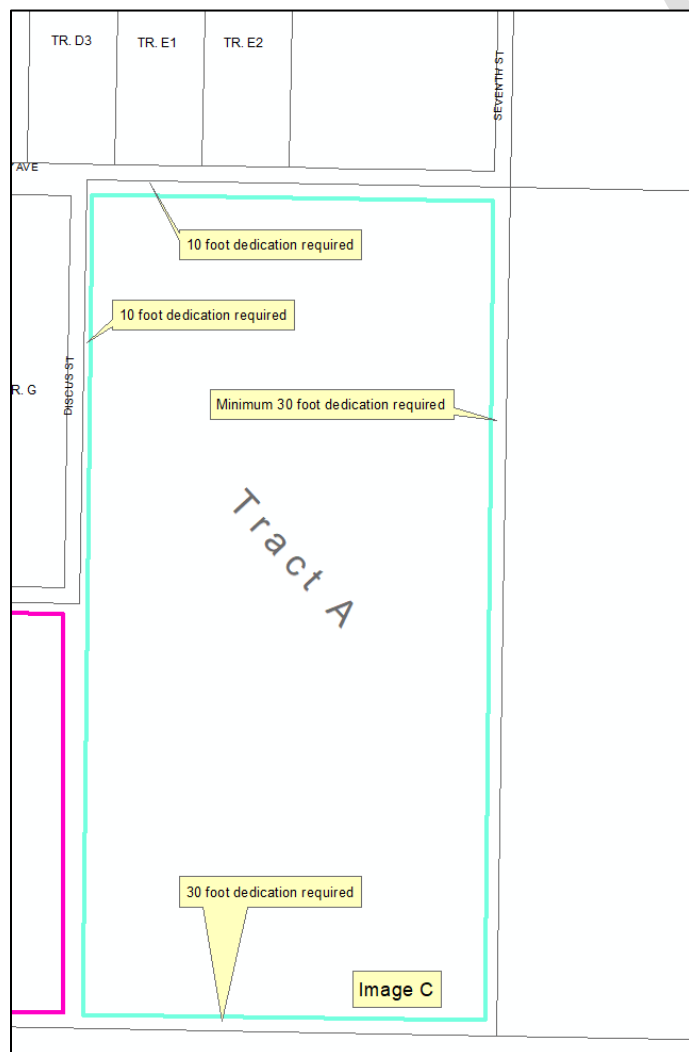 TR. D3
TR. E1
TR. E2
SEVENTH ST
AVE
10 foot dedication required
10 foot dedication required
R. G
DISCUS ST
Minimum 30 foot dedication required
Tract A
30 foot dedication required
Image C